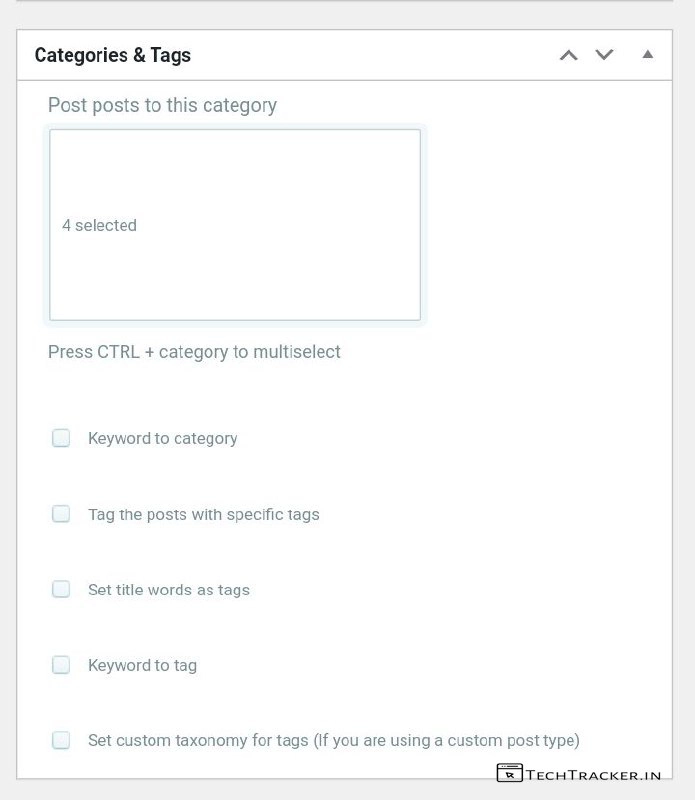 Categories & Tags
Post posts to this category
4 selected
Press CTRL + category to multiselect
Keyword to category
Tag the posts with specific tags
Set title words as tags
Keyword to tag
Set custom taxonomy for tags (If you are using a custom post type)
TECHTRACKER.IN